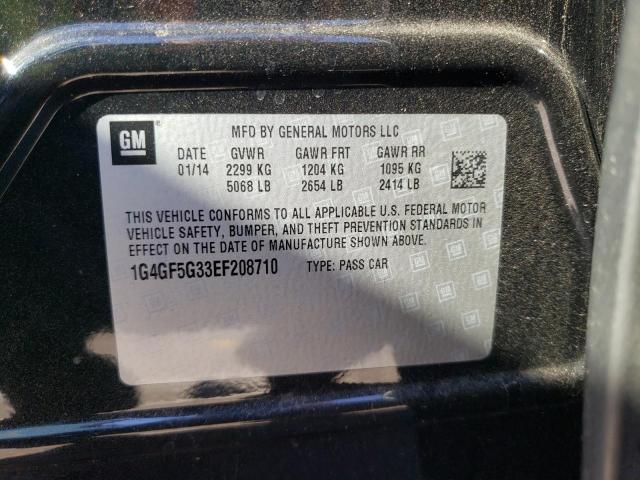 GM
MFD BY GENERAL MOTORS LLC
DATE GVWR GAWR FRT GAWR RR
01/14 2299 KG 1204 KG 1095 KG
5068 LB 2654 LB 2414 LB
THIS VEHICLE CONFORMS TO ALL APPLICABLE U.S. FEDERAL MOTOR
VEHICLE SAFETY, BUMPER, AND THEFT PREVENTION STANDARDS IN
EFFECT ON THE DATE OF MANUFACTURE SHOWN ABOVE.
1G4GF5G33EF208710 TYPE: PASS CAR